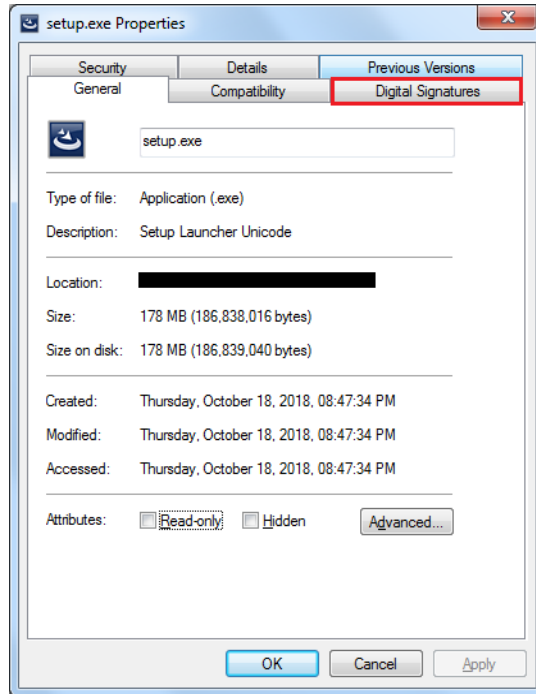 setup.exe Properties
x
Security Details Previous Versions
General Compatibility Digital Signatures
setup.exe
Type of file: Application (.exe)
Description: Setup Launcher Unicode
Location:
Size: 178 MB (186,838,016 bytes)
Size on disk: 178 MB (186,839,040 bytes)
Created: Thursday, October 18, 2018, 08:47:34 PM
Modified: Thursday, October 18, 2018, 08:47:34 PM
Accessed: Thursday, October 18, 2018, 08:47:34 PM
Attributes: Read-only Hidden Advanced...
OK Cancel Apply